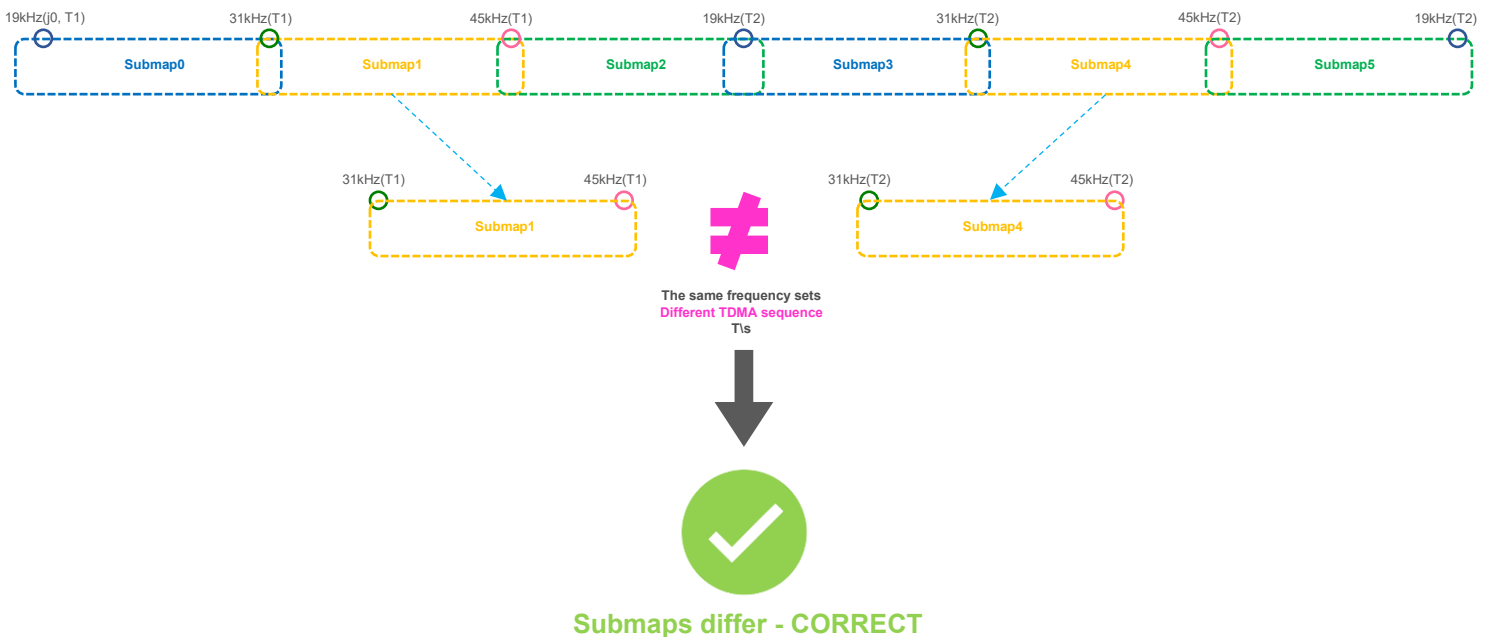 19kHz(j0, T1)
31kHz(T1)
45kHz(T1)
19kHz(T2)
31kHz(T2)
45kHz(T2)
19kHz(T2)
Submap0
Submap1
Submap2
Submap3
Submap4
Submap5
31kHz(T1)
45kHz(T1)
31kHz(T2)
45kHz(T2)
Submap1
≠
Submap4
The same frequency sets
Different TDMA sequence
T\s
Submaps differ - CORRECT